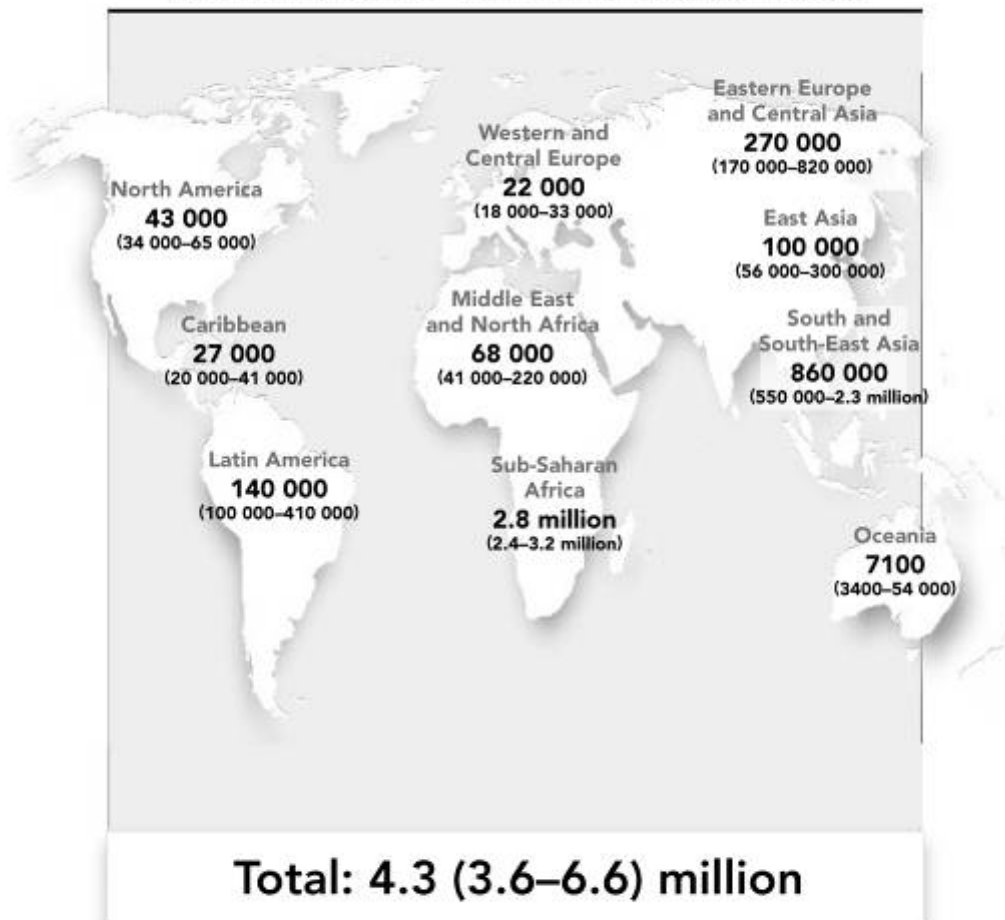 Eastern Europe
and Central Asia
270 000
(170 000–820 000)
Western and
Central Europe
22 000
(18 000–33 000)
North America
43 000
(34 000–65 000)
East Asia
100 000
(56 000–300 000)
Middle East
and North Africa
68 000
(41 000–220 000)
Caribbean
27 000
(20 000–41 000)
South and
South-East Asia
860 000
(550 000–2.3 million)
Latin America
140 000
(100 000–410 000)
Sub-Saharan
Africa
2.8 million
(2.4–3.2 million)
Oceania
7100
(3400–54 000)
Total: 4.3 (3.6–6.6) million